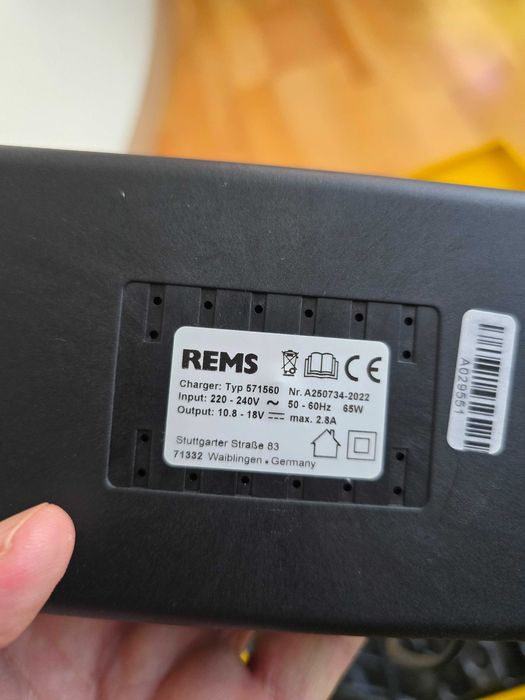 REMS
Charger: Typ 571560 Nr. A250734-2022
Input: 220 - 240V ~ 50 - 60Hz 65W
Output: 10.8 - 18V ⎓ max. 2.8A
Stuttgarter Straße 83
71332 Waiblingen • Germany
CE
A029551